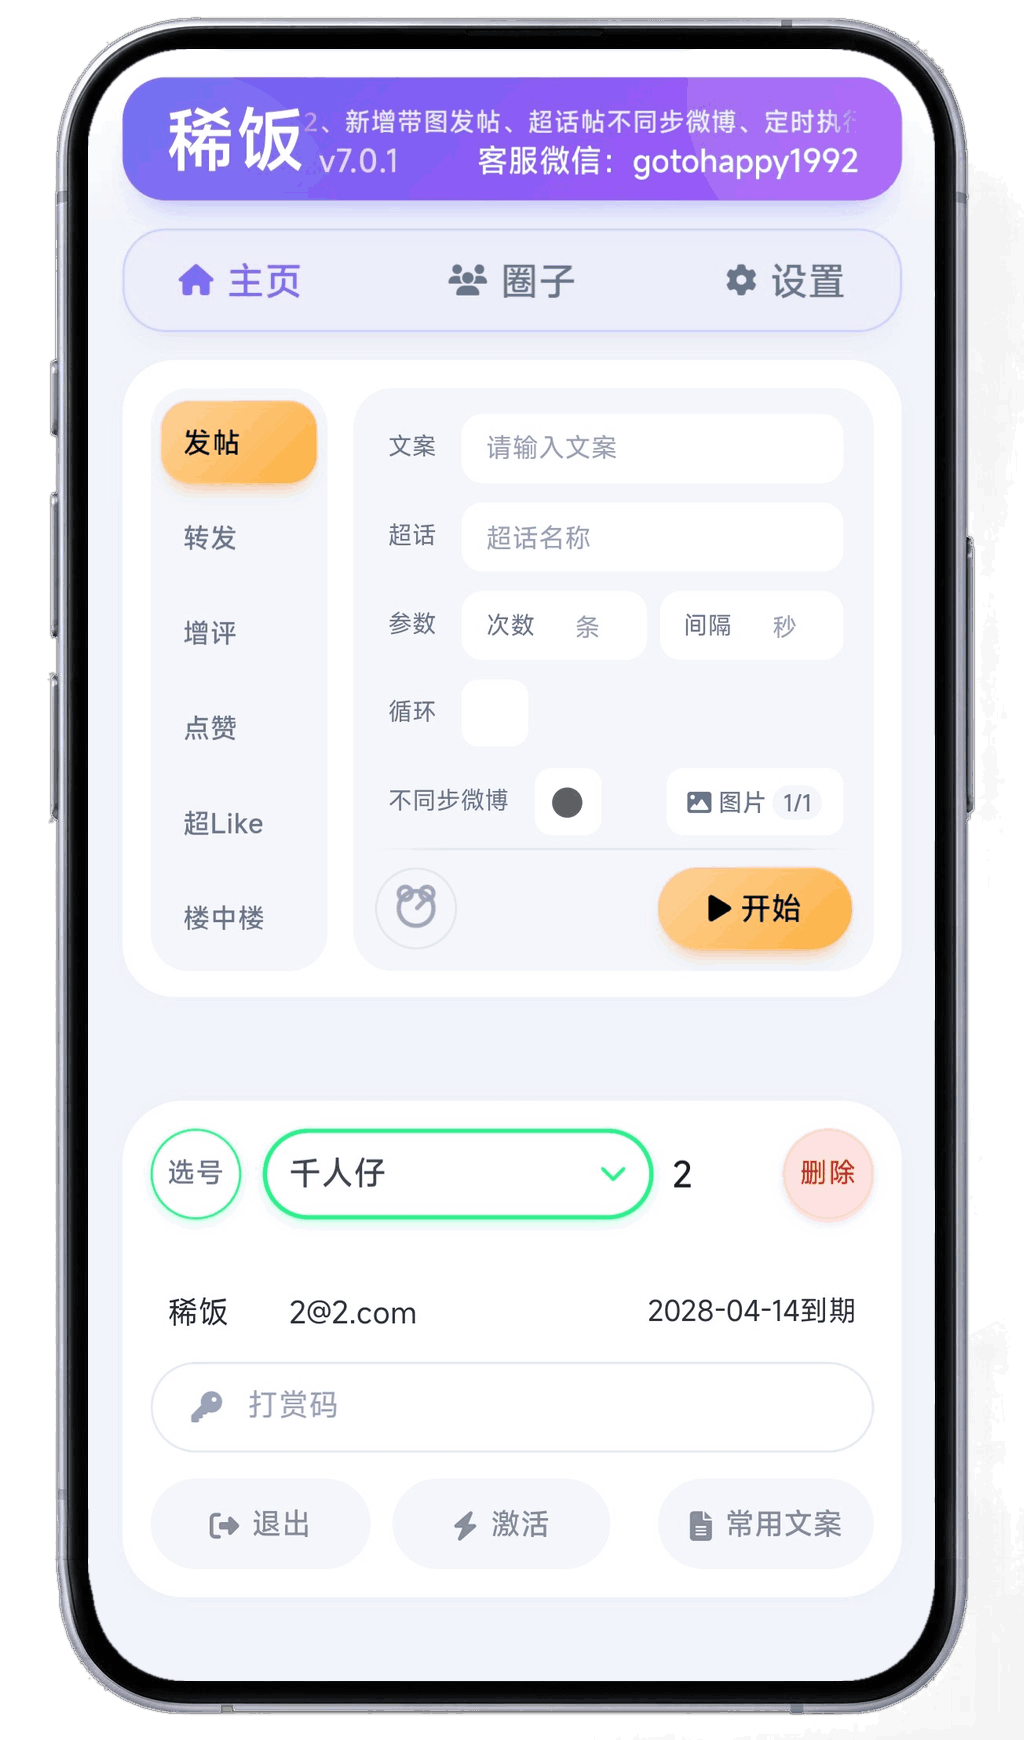 稀饭
2、新增带图发帖、超话帖不同步微博、定时执行
v7.0.1 客服微信：gotohappy1992
主页 圈子 设置
发帖
转发
增评
点赞
超Like
楼中楼
文案 请输入文案
超话 超话名称
参数 次数 条 间隔 秒
循环
不同步微博 图片 1/1
开始
选号 千人仔 2 删除
稀饭 2@2.com 2028-04-14到期
打赏码
退出 激活 常用文案